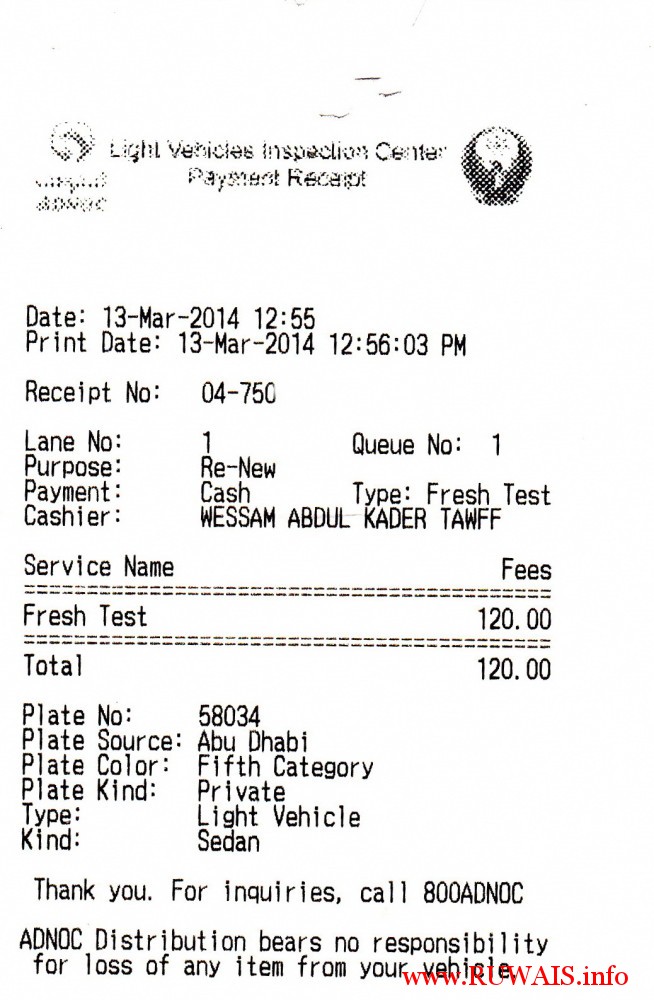 Light Vehicles Inspection Center
Payment Receipt
ADNOC
Date: 13-Mar-2014 12:55
Print Date: 13-Mar-2014 12:56:03 PM
Receipt No: 04-750
Lane No: 1 Queue No: 1
Purpose: Re-New
Payment: Cash Type: Fresh Test
Cashier: WESSAM ABDUL KADER TAWFF
Service Name Fees
Fresh Test 120.00
Total 120.00
Plate No: 58034
Plate Source: Abu Dhabi
Plate Color: Fifth Category
Plate Kind: Private
Type: Light Vehicle
Kind: Sedan
Thank you. For inquiries, call 800ADNOC
ADNOC Distribution bears no responsibility
for loss of any item from your vehicle.
www.RUWAIS.info